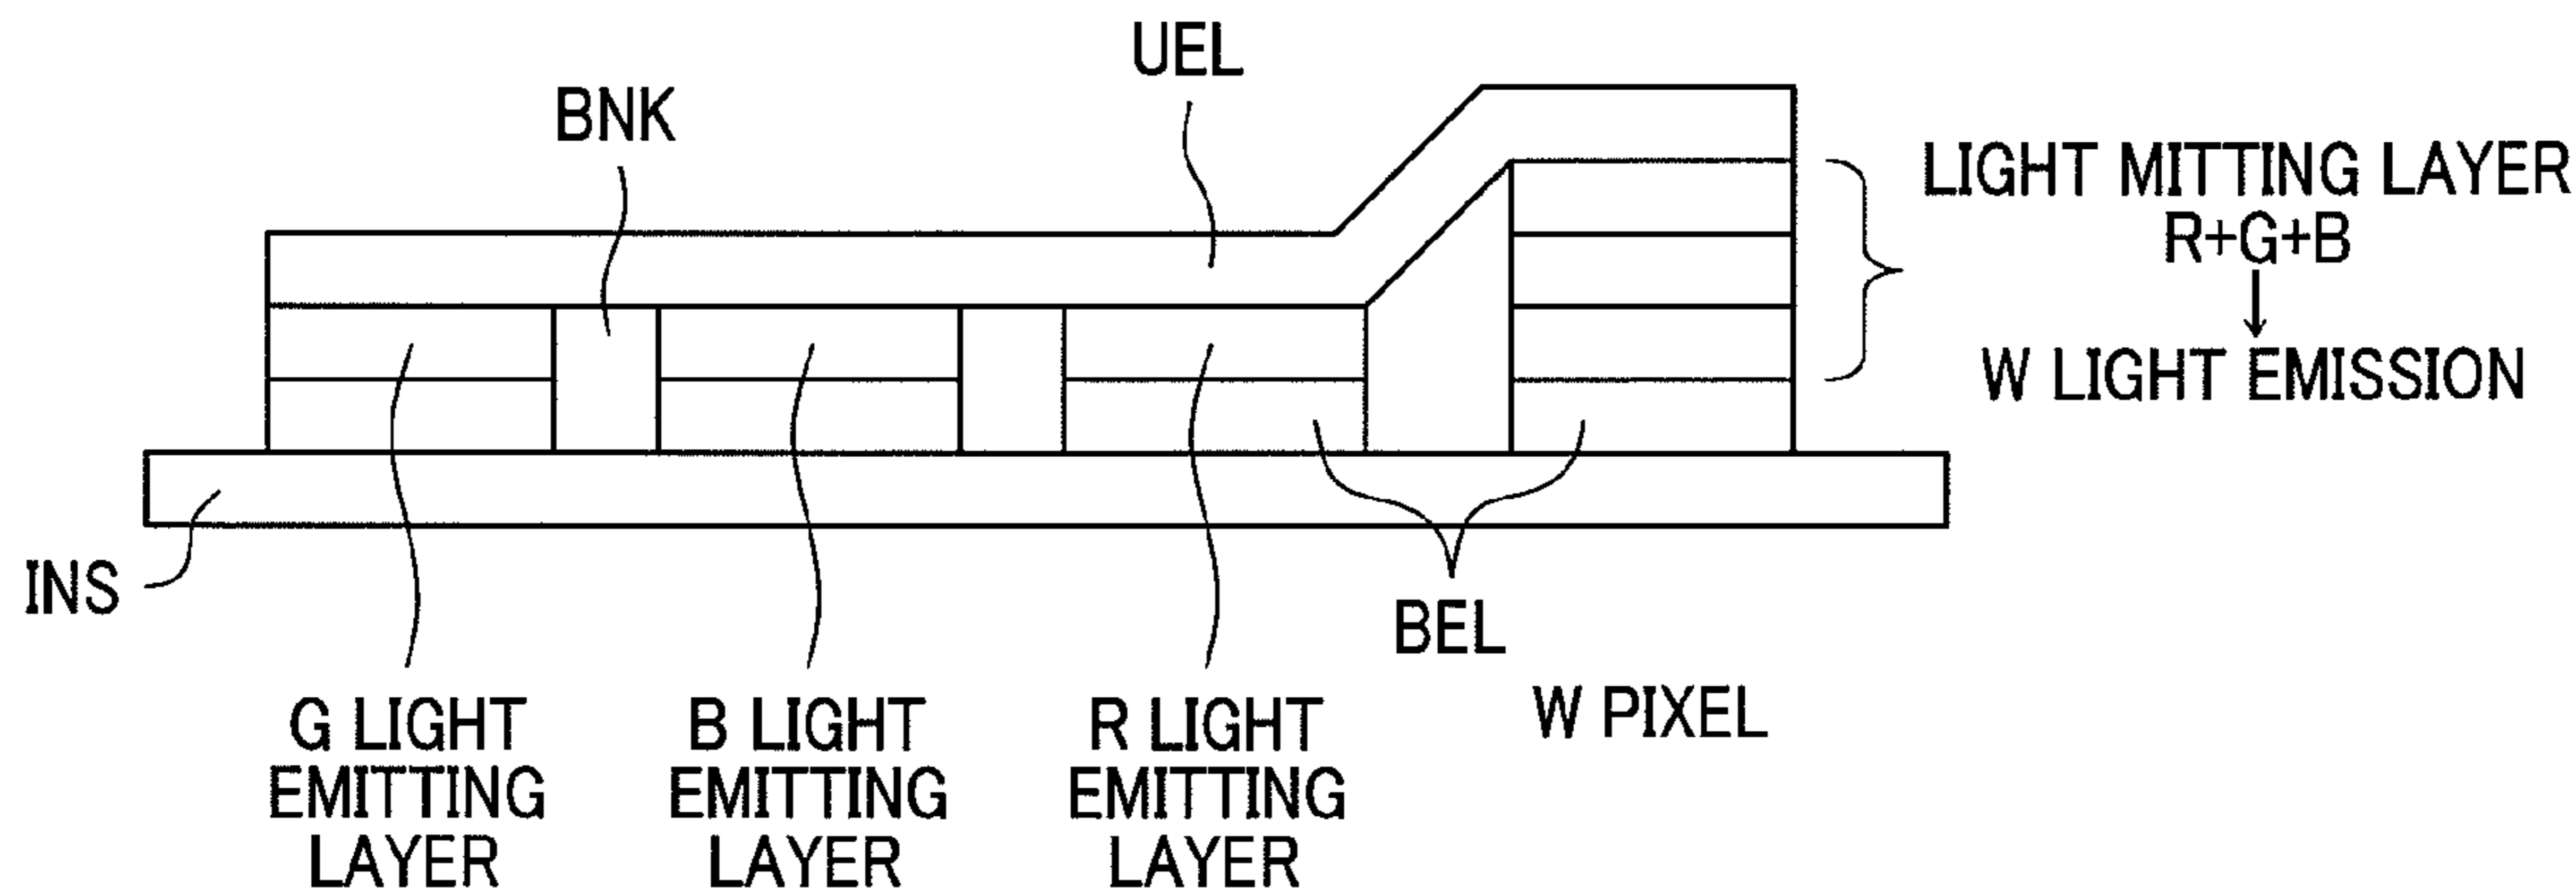 UEL
BNK
LIGHT MITTING LAYER
R+G+B
W LIGHT EMISSION
INS
BEL
W PIXEL
G LIGHT
EMITTING
LAYER
B LIGHT
EMITTING
LAYER
R LIGHT
EMITTING
LAYER